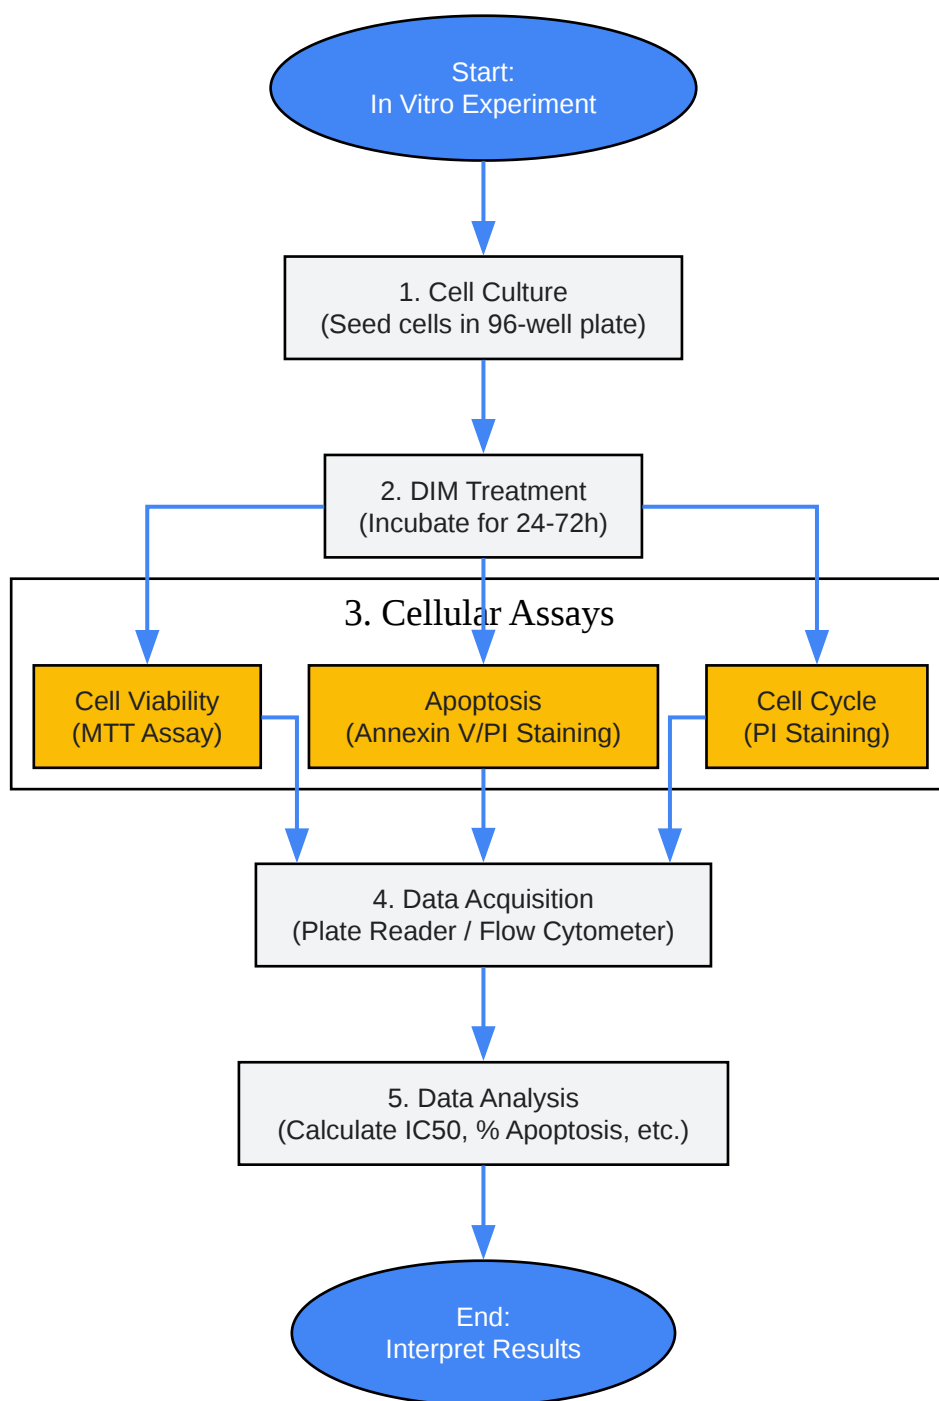 Start:
In Vitro Experiment
1. Cell Culture
(Seed cells in 96-well plate)
2. DIM Treatment
(Incubate for 24-72h)
3. Cellular Assays
Cell Viability
(MTT Assay)
Apoptosis
(Annexin V/PI Staining)
Cell Cycle
(PI Staining)
4. Data Acquisition
(Plate Reader / Flow Cytometer)
5. Data Analysis
(Calculate IC50, % Apoptosis, etc.)
End:
Interpret Results